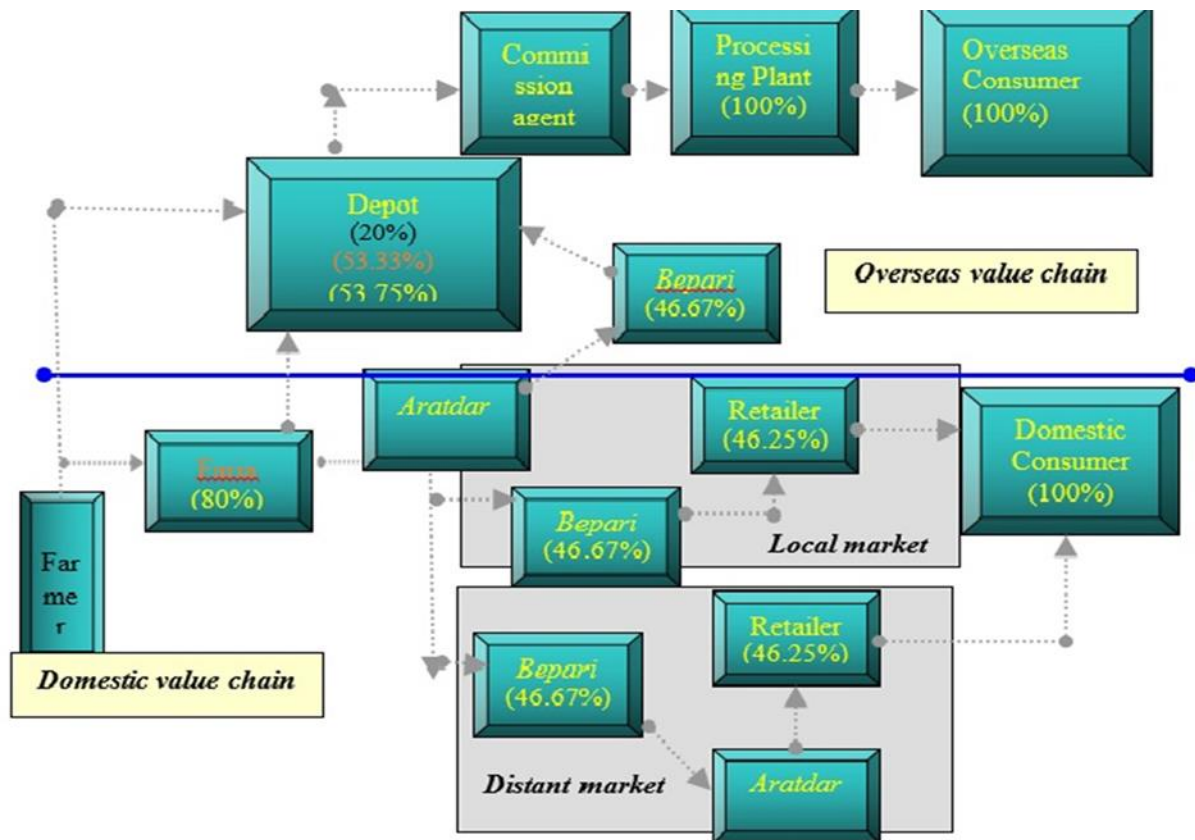 Commi
ssion
agent
Processi
ng Plant
(100%)
Overseas
Consumer
(100%)
Depot
(20%)
(53.33%)
(53.75%)
Bepari
(46.67%)
Overseas value chain
Aratdar
Retailer
(46.25%)
Domestic
Consumer
(100%)
(80%)
Bepari
(46.67%)
Local market
Far
me
r
Domestic value chain
Retailer
(46.25%)
Bepari
(46.67%)
Distant market
Aratdar